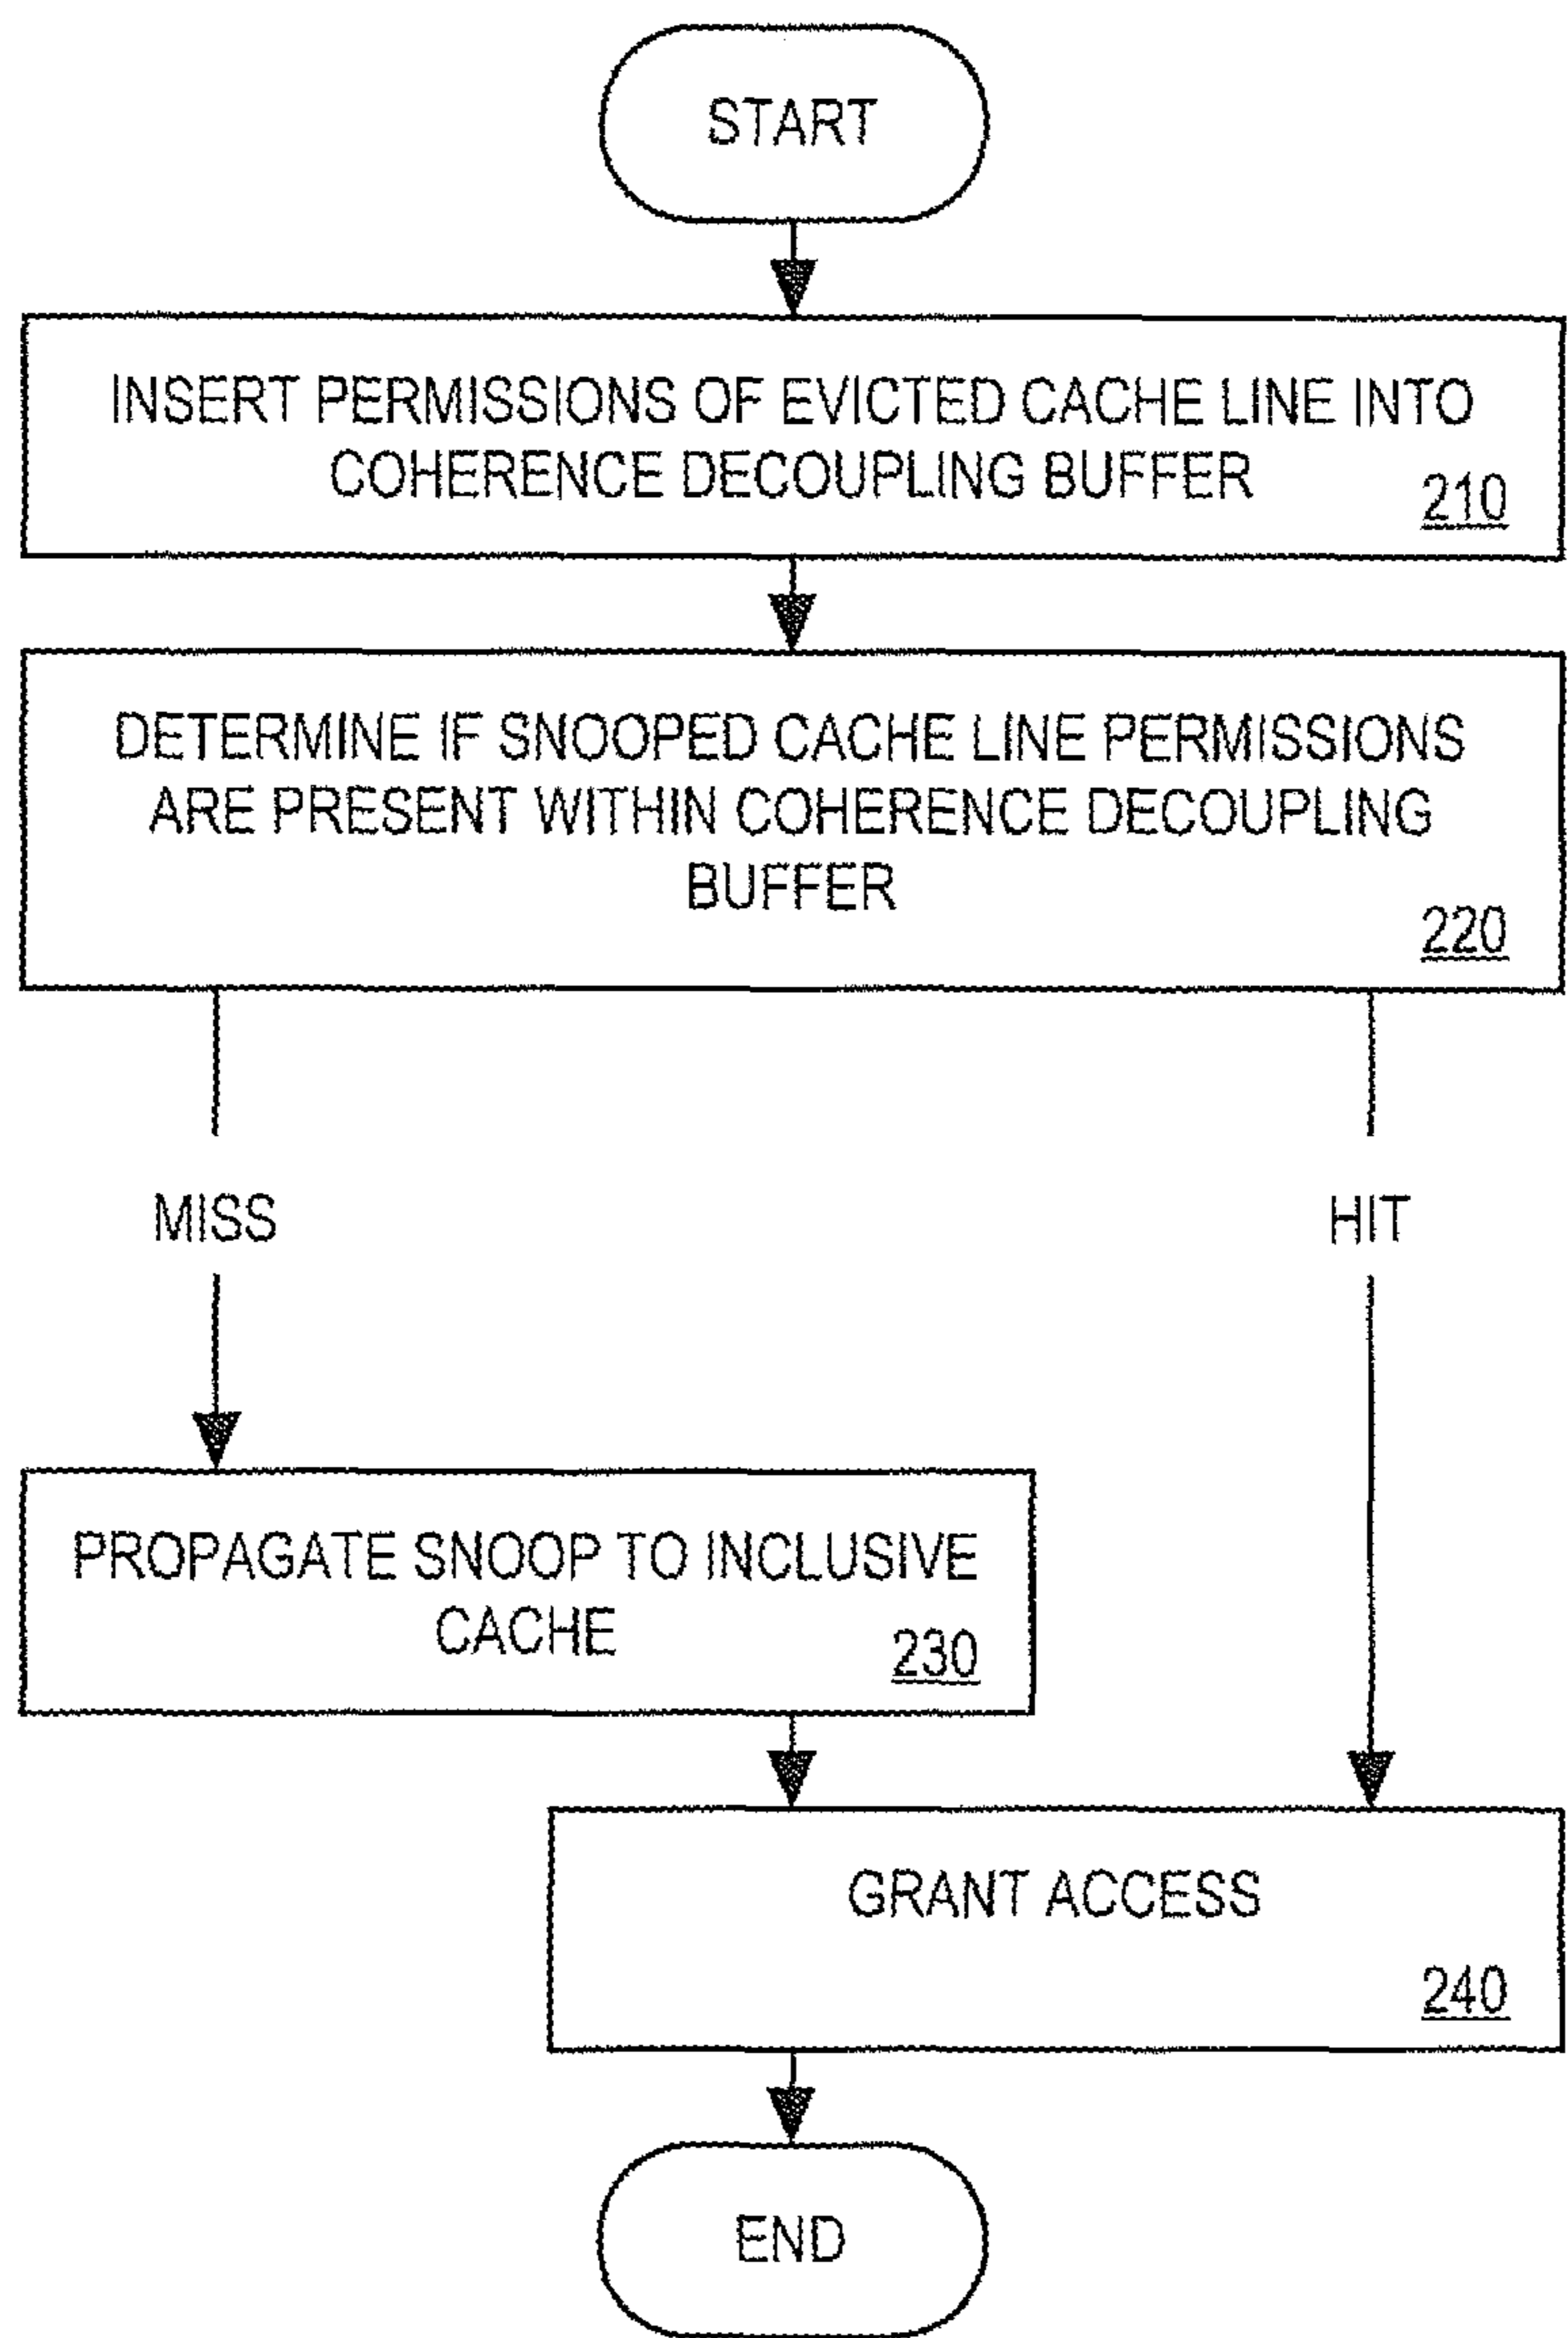 START
INSERT PERMISSIONS OF EVICTED CACHE LINE INTO
COHERENCE DECOUPLING BUFFER
210
DETERMINE IF SNOOPED CACHE LINE PERMISSIONS
ARE PRESENT WITHIN COHERENCE DECOUPLING
BUFFER
220
MISS
HIT
PROPAGATE SNOOP TO INCLUSIVE
CACHE
230
GRANT ACCESS
240
END